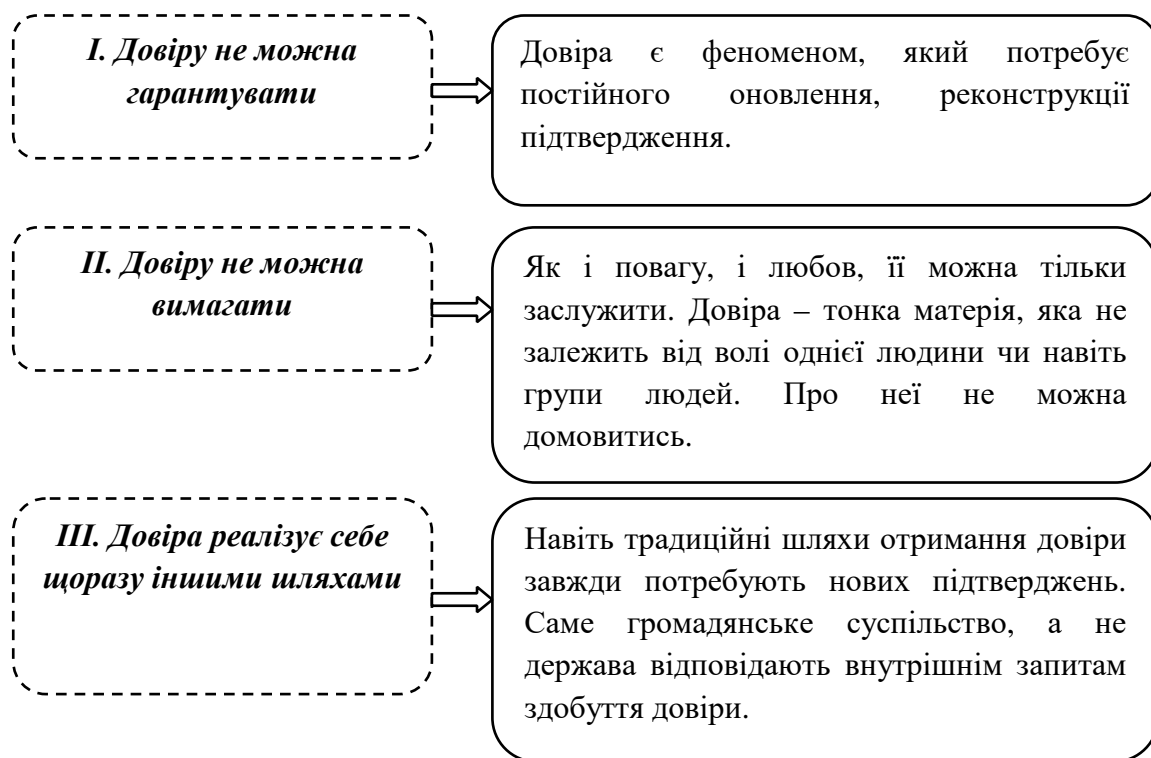 І. Довіру не можна
гарантувати
Довіра є феноменом, який потребує
постійного оновлення, реконструкції
підтвердження.
ІІ. Довіру не можна
вимагати
Як і повагу, і любов, її можна тільки
заслужити. Довіра – тонка матерія, яка не
залежить від волі однієї людини чи навіть
групи людей. Про неї не можна
домовитись.
ІІІ. Довіра реалізує себе
щоразу іншими шляхами
Навіть традиційні шляхи отримання довіри
завжди потребують нових підтверджень.
Саме громадянське суспільство, а не
держава відповідають внутрішнім запитам
здобуття довіри.